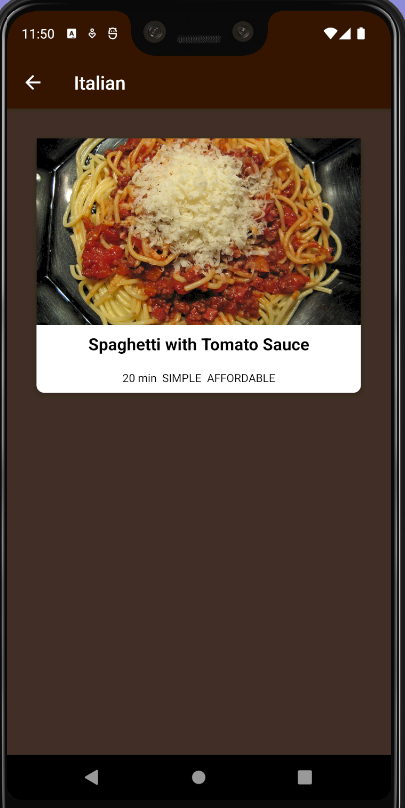 11:50
Italian
Spaghetti with Tomato Sauce
20 min SIMPLE AFFORDABLE